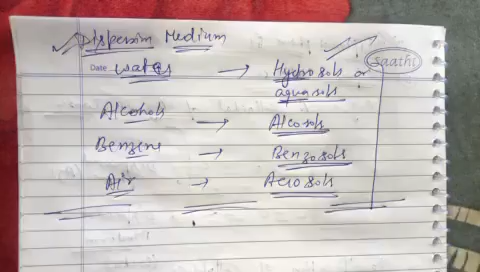 Dispersion Medium
Saathi
Date water → Hydrosols or
aquasols
Alcohols → Alcosols
Benzene → Benzosols
Air → Aerosols